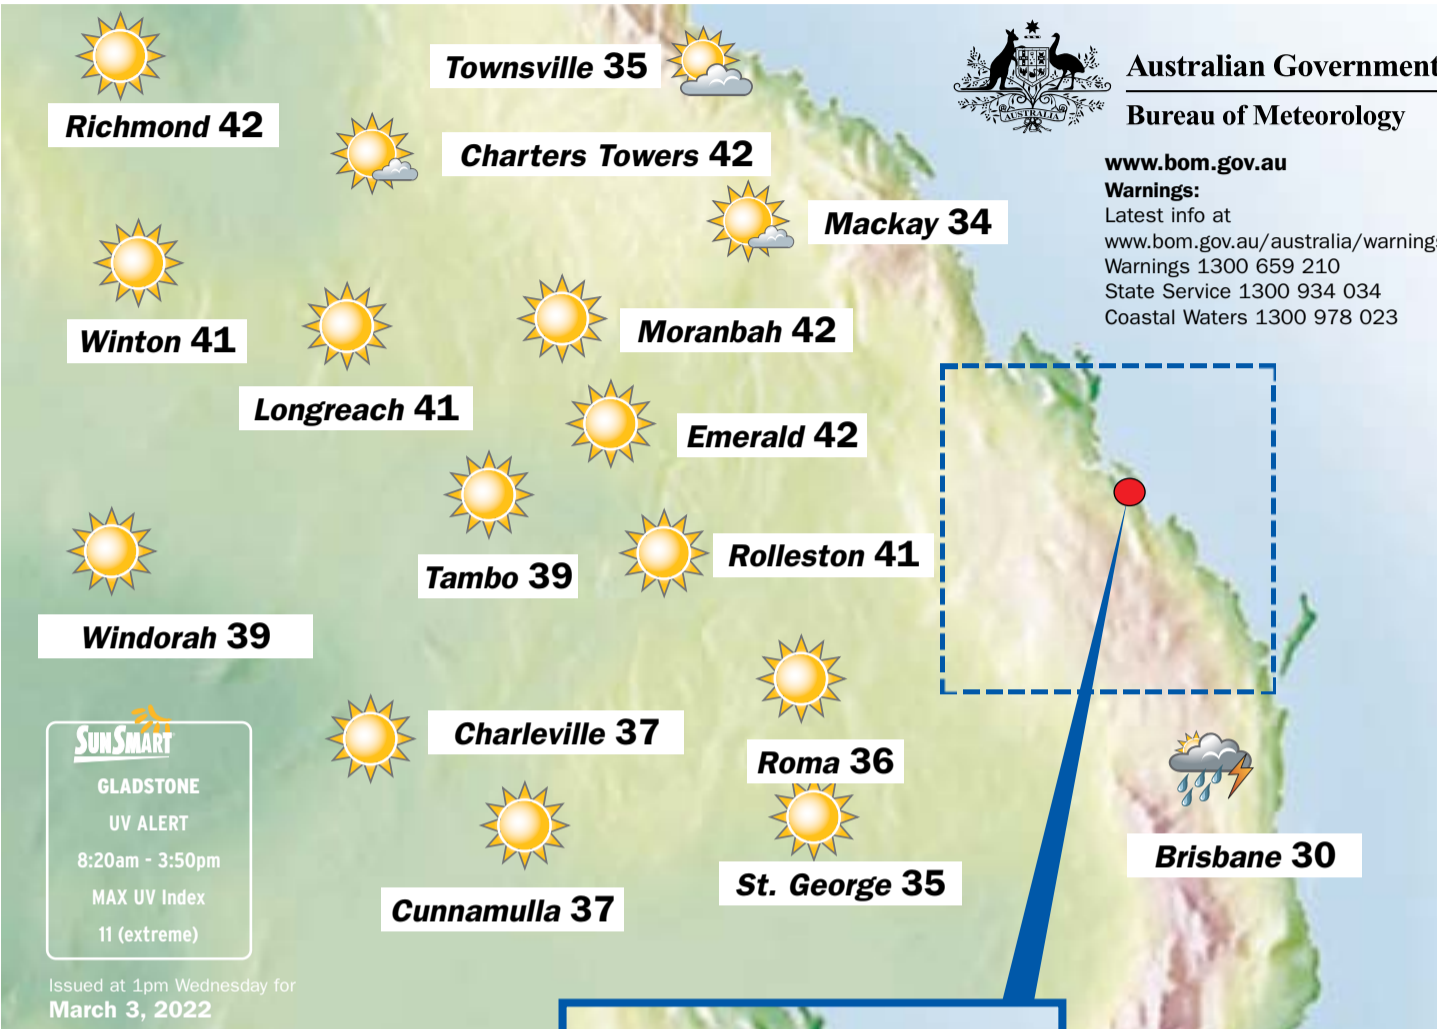 Richmond 42
Townsville 35
Charters Towers 42
Mackay 34
Winton 41
Longreach 41
Moranbah 42
Emerald 42
Tambo 39
Rolleston 41
Windorah 39
Charleville 37
Roma 36
Cunnamulla 37
St. George 35
Brisbane 30
AUSTRALIA
Australian Government
Bureau of Meteorology
www.bom.gov.au
Warnings:
Latest info at
www.bom.gov.au/australia/warnings
Warnings 1300 659 210
State Service 1300 934 034
Coastal Waters 1300 978 023
SUNSMART
GLADSTONE
UV ALERT
8:20am - 3:50pm
MAX UV Index
11 (extreme)
Issued at 1pm Wednesday for
March 3, 2022